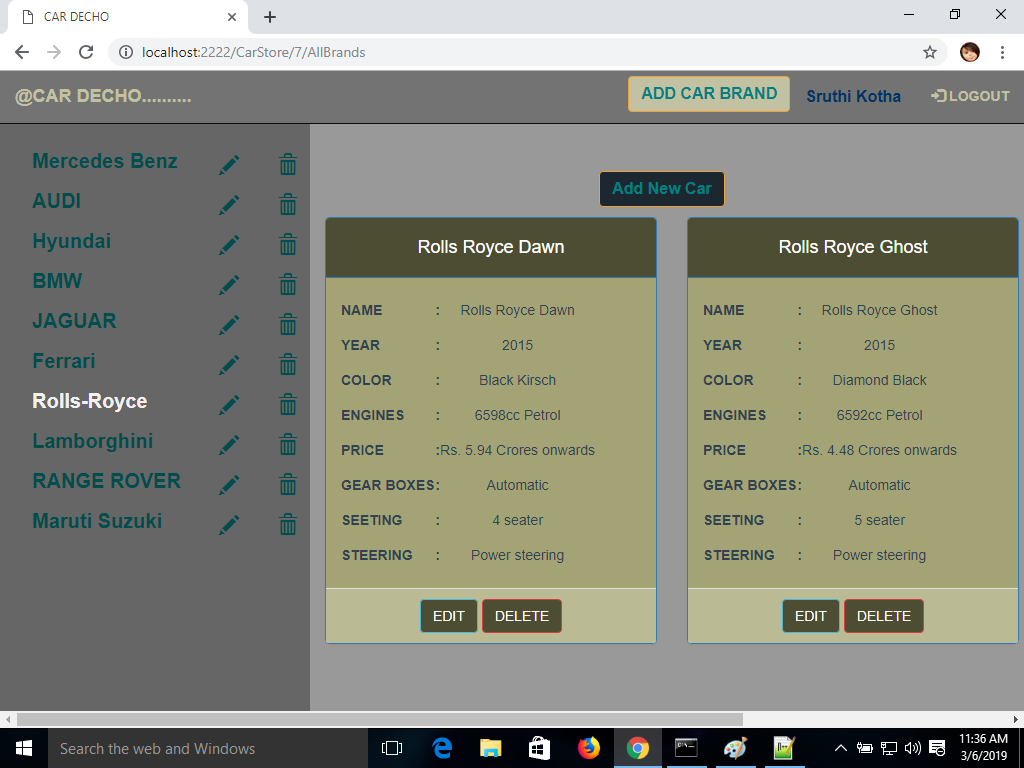 CAR DECHO
localhost:2222/CarStore/7/AllBrands
@CAR DECHO..........
ADD CAR BRAND
Sruthi Kotha
LOGOUT
Mercedes Benz
AUDI
Hyundai
BMW
JAGUAR
Ferrari
Rolls-Royce
Lamborghini
RANGE ROVER
Maruti Suzuki
Add New Car
Rolls Royce Dawn
NAME : Rolls Royce Dawn
YEAR : 2015
COLOR : Black Kirsch
ENGINES : 6598cc Petrol
PRICE :Rs. 5.94 Crores onwards
GEAR BOXES: Automatic
SEETING : 4 seater
STEERING : Power steering
EDIT DELETE
Rolls Royce Ghost
NAME : Rolls Royce Ghost
YEAR : 2015
COLOR : Diamond Black
ENGINES : 6592cc Petrol
PRICE :Rs. 4.48 Crores onwards
GEAR BOXES: Automatic
SEETING : 5 seater
STEERING : Power steering
EDIT DELETE
Search the web and Windows
11:36 AM
3/6/2019